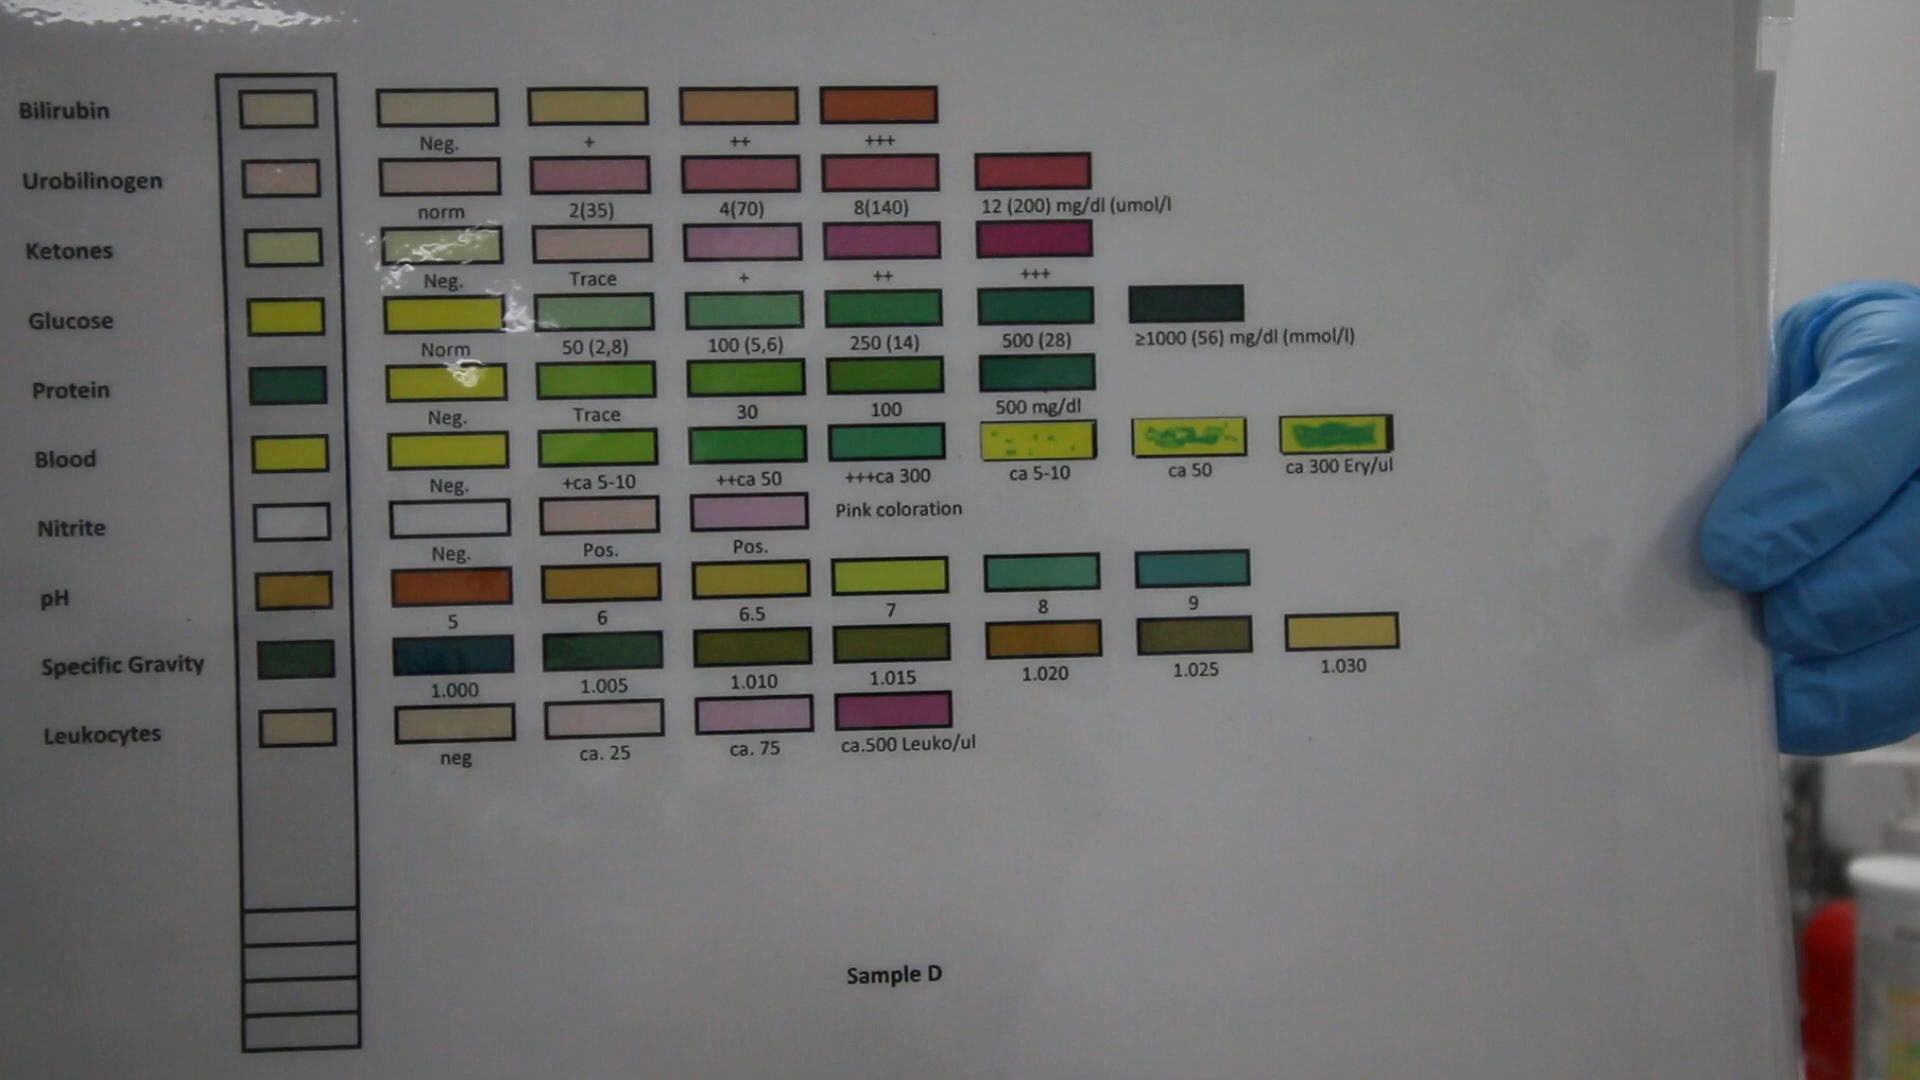 Bilirubin
Neg. + ++ +++
Urobilinogen
norm 2(35) 4(70) 8(140) 12 (200) mg/dl (umol/l
Ketones
Neg. Trace + ++ +++
Glucose
Norm 50 (2,8) 100 (5,6) 250 (14) 500 (28) ≥1000 (56) mg/dl (mmol/l)
Protein
Neg. Trace 30 100 500 mg/dl
Blood
Neg. +ca 5-10 ++ca 50 +++ca 300 ca 5-10 ca 50 ca 300 Ery/ul
Nitrite
Pink coloration
Neg. Pos. Pos.
pH
5 6 6.5 7 8 9
Specific Gravity
1.000 1.005 1.010 1.015 1.020 1.025 1.030
Leukocytes
neg ca. 25 ca. 75 ca.500 Leuko/ul
Sample D